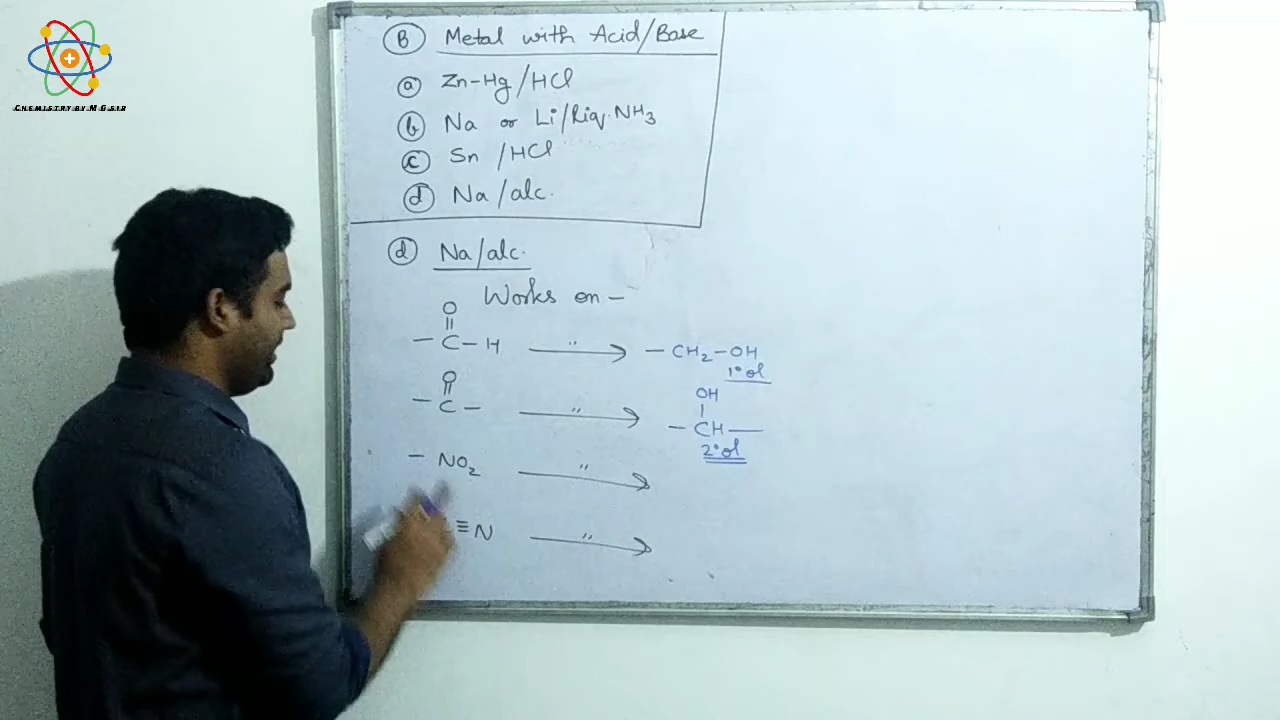 CHEMISTRY BY M G SIR
B Metal with Acid/Base
a Zn-Hg/HCl
b Na or Li/Liq. NH3
c Sn/HCl
d Na/alc.
d Na/alc.
Works on -
O
||
- C - H " → - CH2 - OH
1° ol
O
||
- C - " → OH
|
- CH -
2° ol
- NO2 " →
≡ N " →